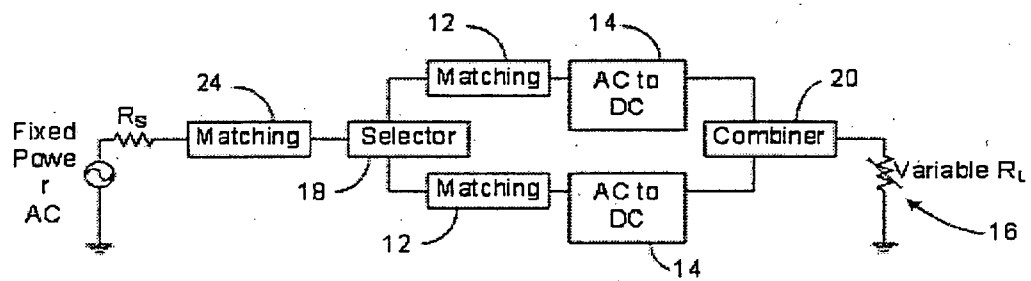 12
14
24
Matching
AC to
DC
20
Rs
Fixed
Powe
r
AC
Matching
Selector
Combiner
18
Variable RL
Matching
AC to
DC
16
12
14